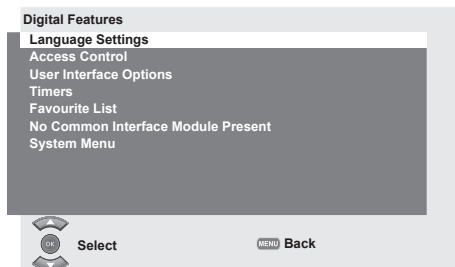 Digital Features
Language Settings
Access Control
User Interface Options
Timers
Favourite List
No Common Interface Module Present
System Menu
OK Select MENU Back